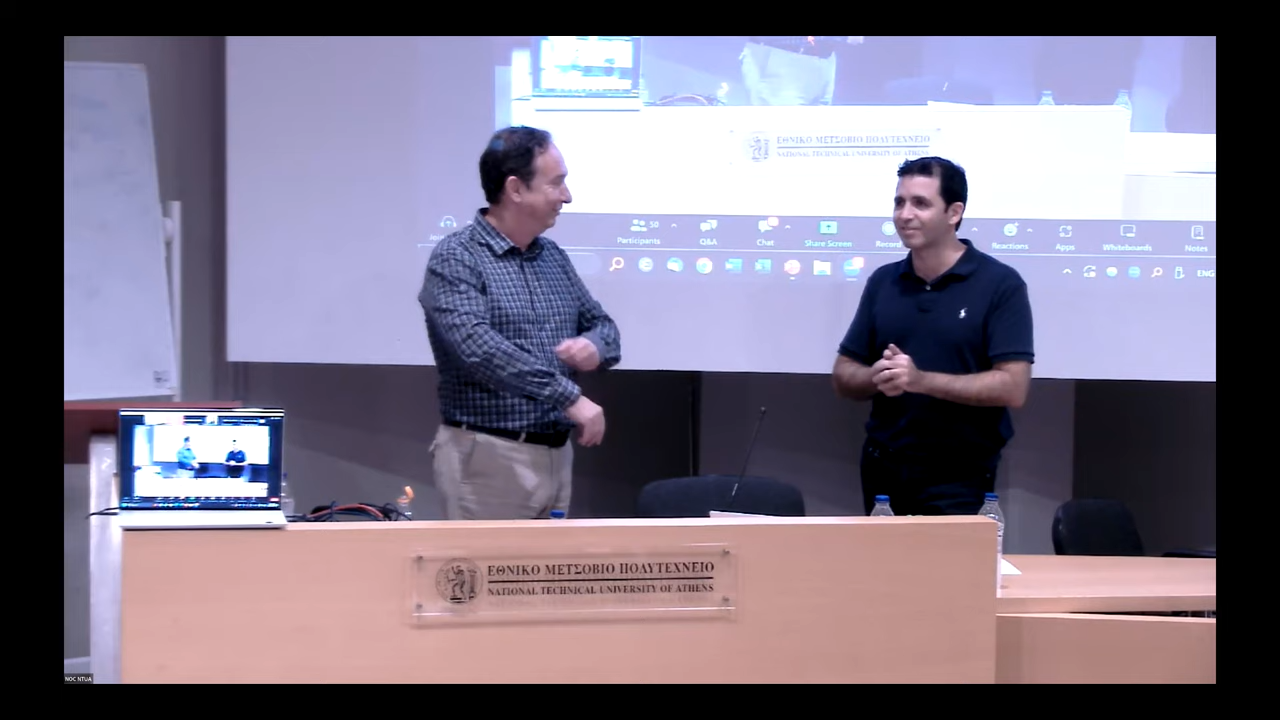 ΕΘΝΙΚΟ ΜΕΤΣΟΒΙΟ ΠΟΛΥΤΕΧΝΕΙΟ
NATIONAL TECHNICAL UNIVERSITY OF ATHENS
50
Participants
Q&A
Chat
Share Screen
Record
Reactions
Apps
Whiteboards
Notes
ENG
ΕΘΝΙΚΟ ΜΕΤΣΟΒΙΟ ΠΟΛΥΤΕΧΝΕΙΟ
NATIONAL TECHNICAL UNIVERSITY OF ATHENS
NOC NTUA